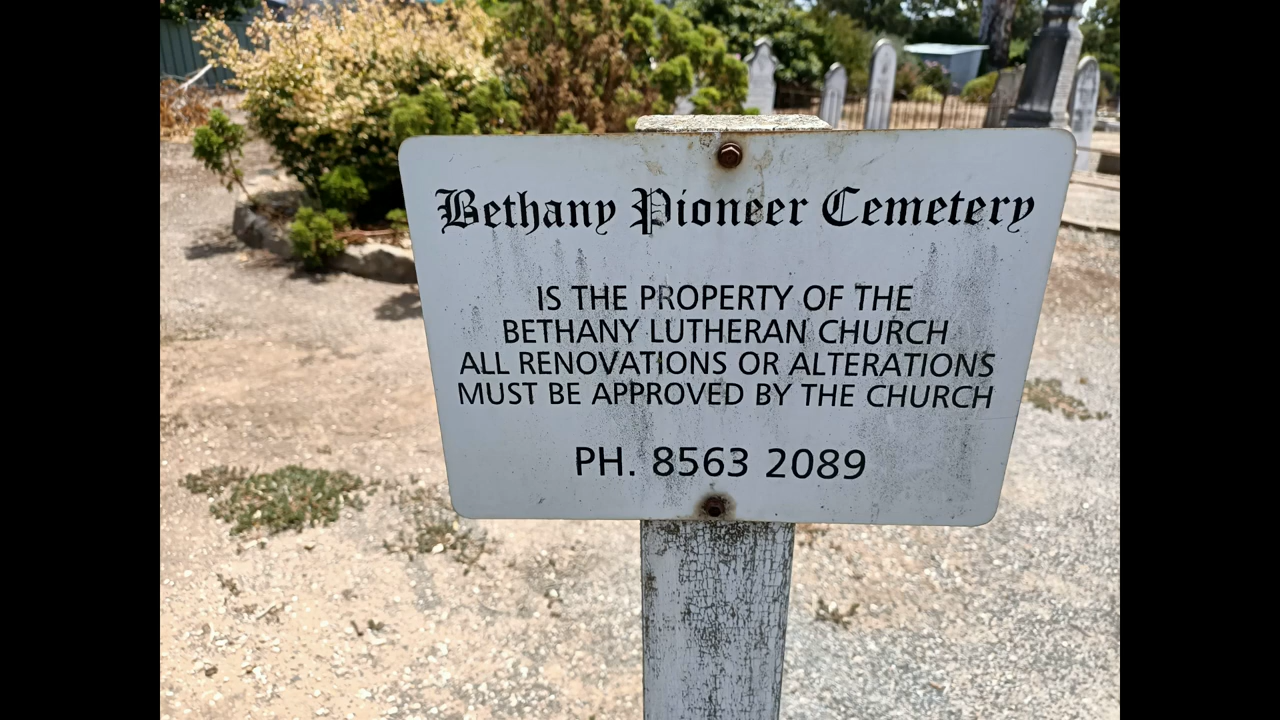 Bethany Pioneer Cemetery
IS THE PROPERTY OF THE
BETHANY LUTHERAN CHURCH
ALL RENOVATIONS OR ALTERATIONS
MUST BE APPROVED BY THE CHURCH
PH. 8563 2089